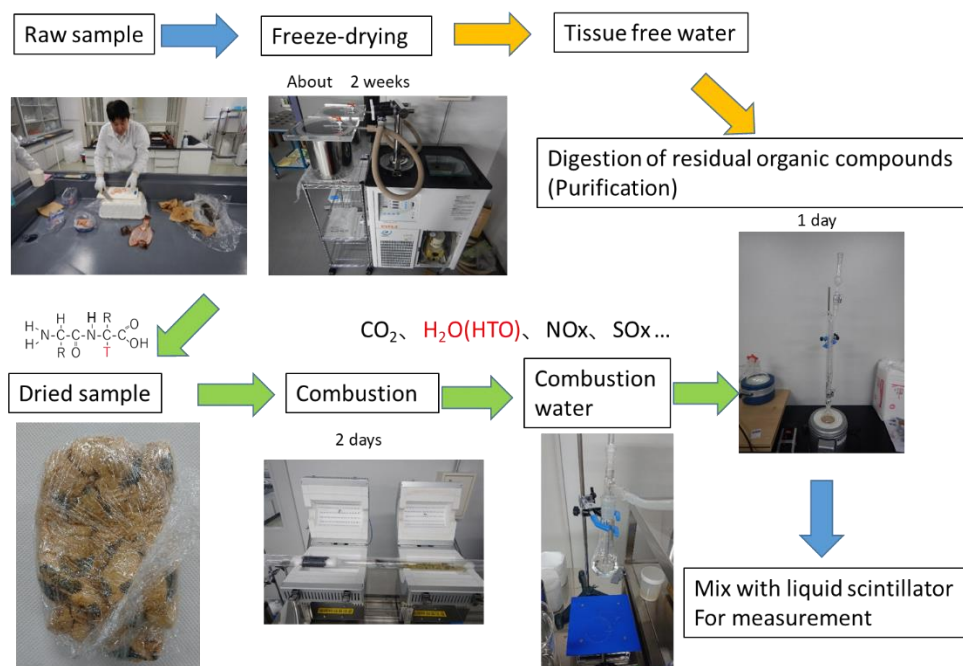 Raw sample
Freeze-drying
Tissue free water
About 2 weeks
Digestion of residual organic compounds
(Purification)
1 day
H H H R O
N-C-C-N-C-C
H R O T OH
CO₂、H₂O(HTO)、NOx、SOx...
Dried sample
Combustion
Combustion
water
2 days
Mix with liquid scintillator
For measurement